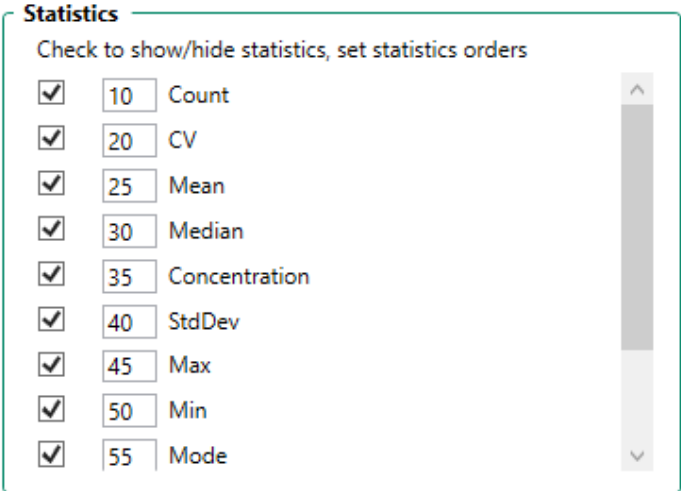 Statistics
Check to show/hide statistics, set statistics orders
10 Count
20 CV
25 Mean
30 Median
35 Concentration
40 StdDev
45 Max
50 Min
55 Mode